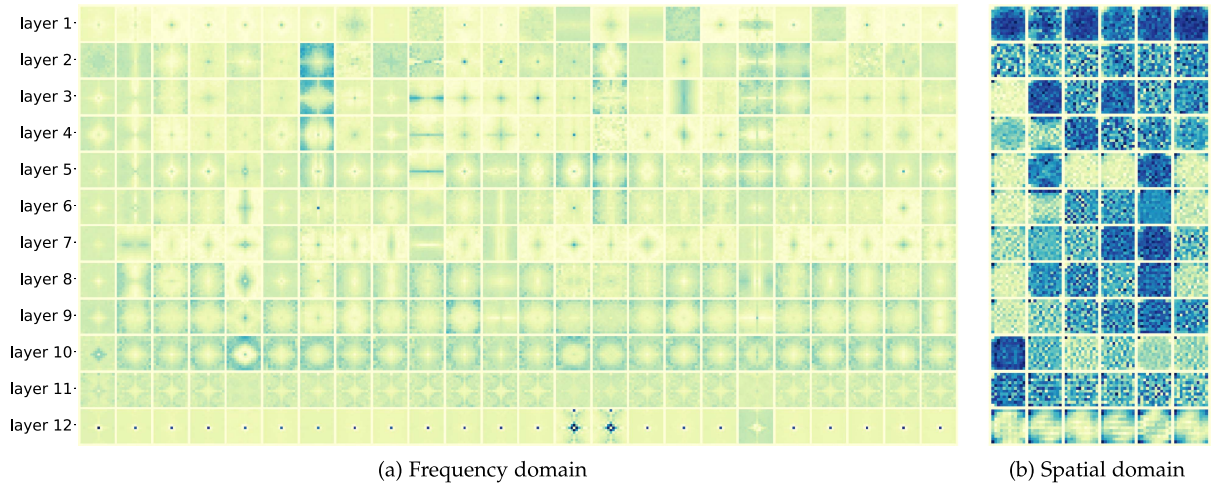 layer 1
layer 2
layer 3
layer 4
layer 5
layer 6
layer 7
layer 8
layer 9
layer 10
layer 11
layer 12
(a) Frequency domain
(b) Spatial domain